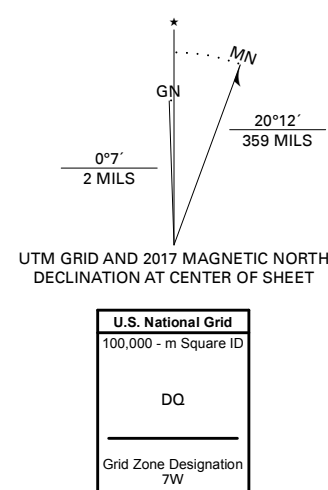 ★
MN
GN
20°12´
359 MILS
0°7´
2 MILS
UTM GRID AND 2017 MAGNETIC NORTH
DECLINATION AT CENTER OF SHEET
U.S. National Grid
100,000 - m Square ID
DQ
Grid Zone Designation
7W